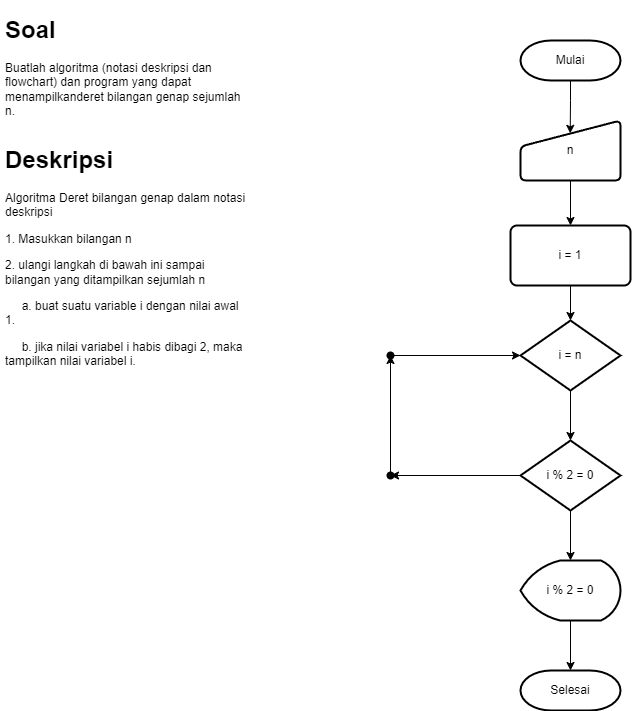 Soal
Buatlah algoritma (notasi deskripsi dan
flowchart) dan program yang dapat
menampilkanderet bilangan genap sejumlah
n.
Deskripsi
Algoritma Deret bilangan genap dalam notasi
deskripsi
1. Masukkan bilangan n
2. ulangi langkah di bawah ini sampai
bilangan yang ditampilkan sejumlah n
a. buat suatu variable i dengan nilai awal
1.
b. jika nilai variabel i habis dibagi 2, maka
tampilkan nilai variabel i.
Mulai
n
i = 1
i = n
i % 2 = 0
i % 2 = 0
Selesai